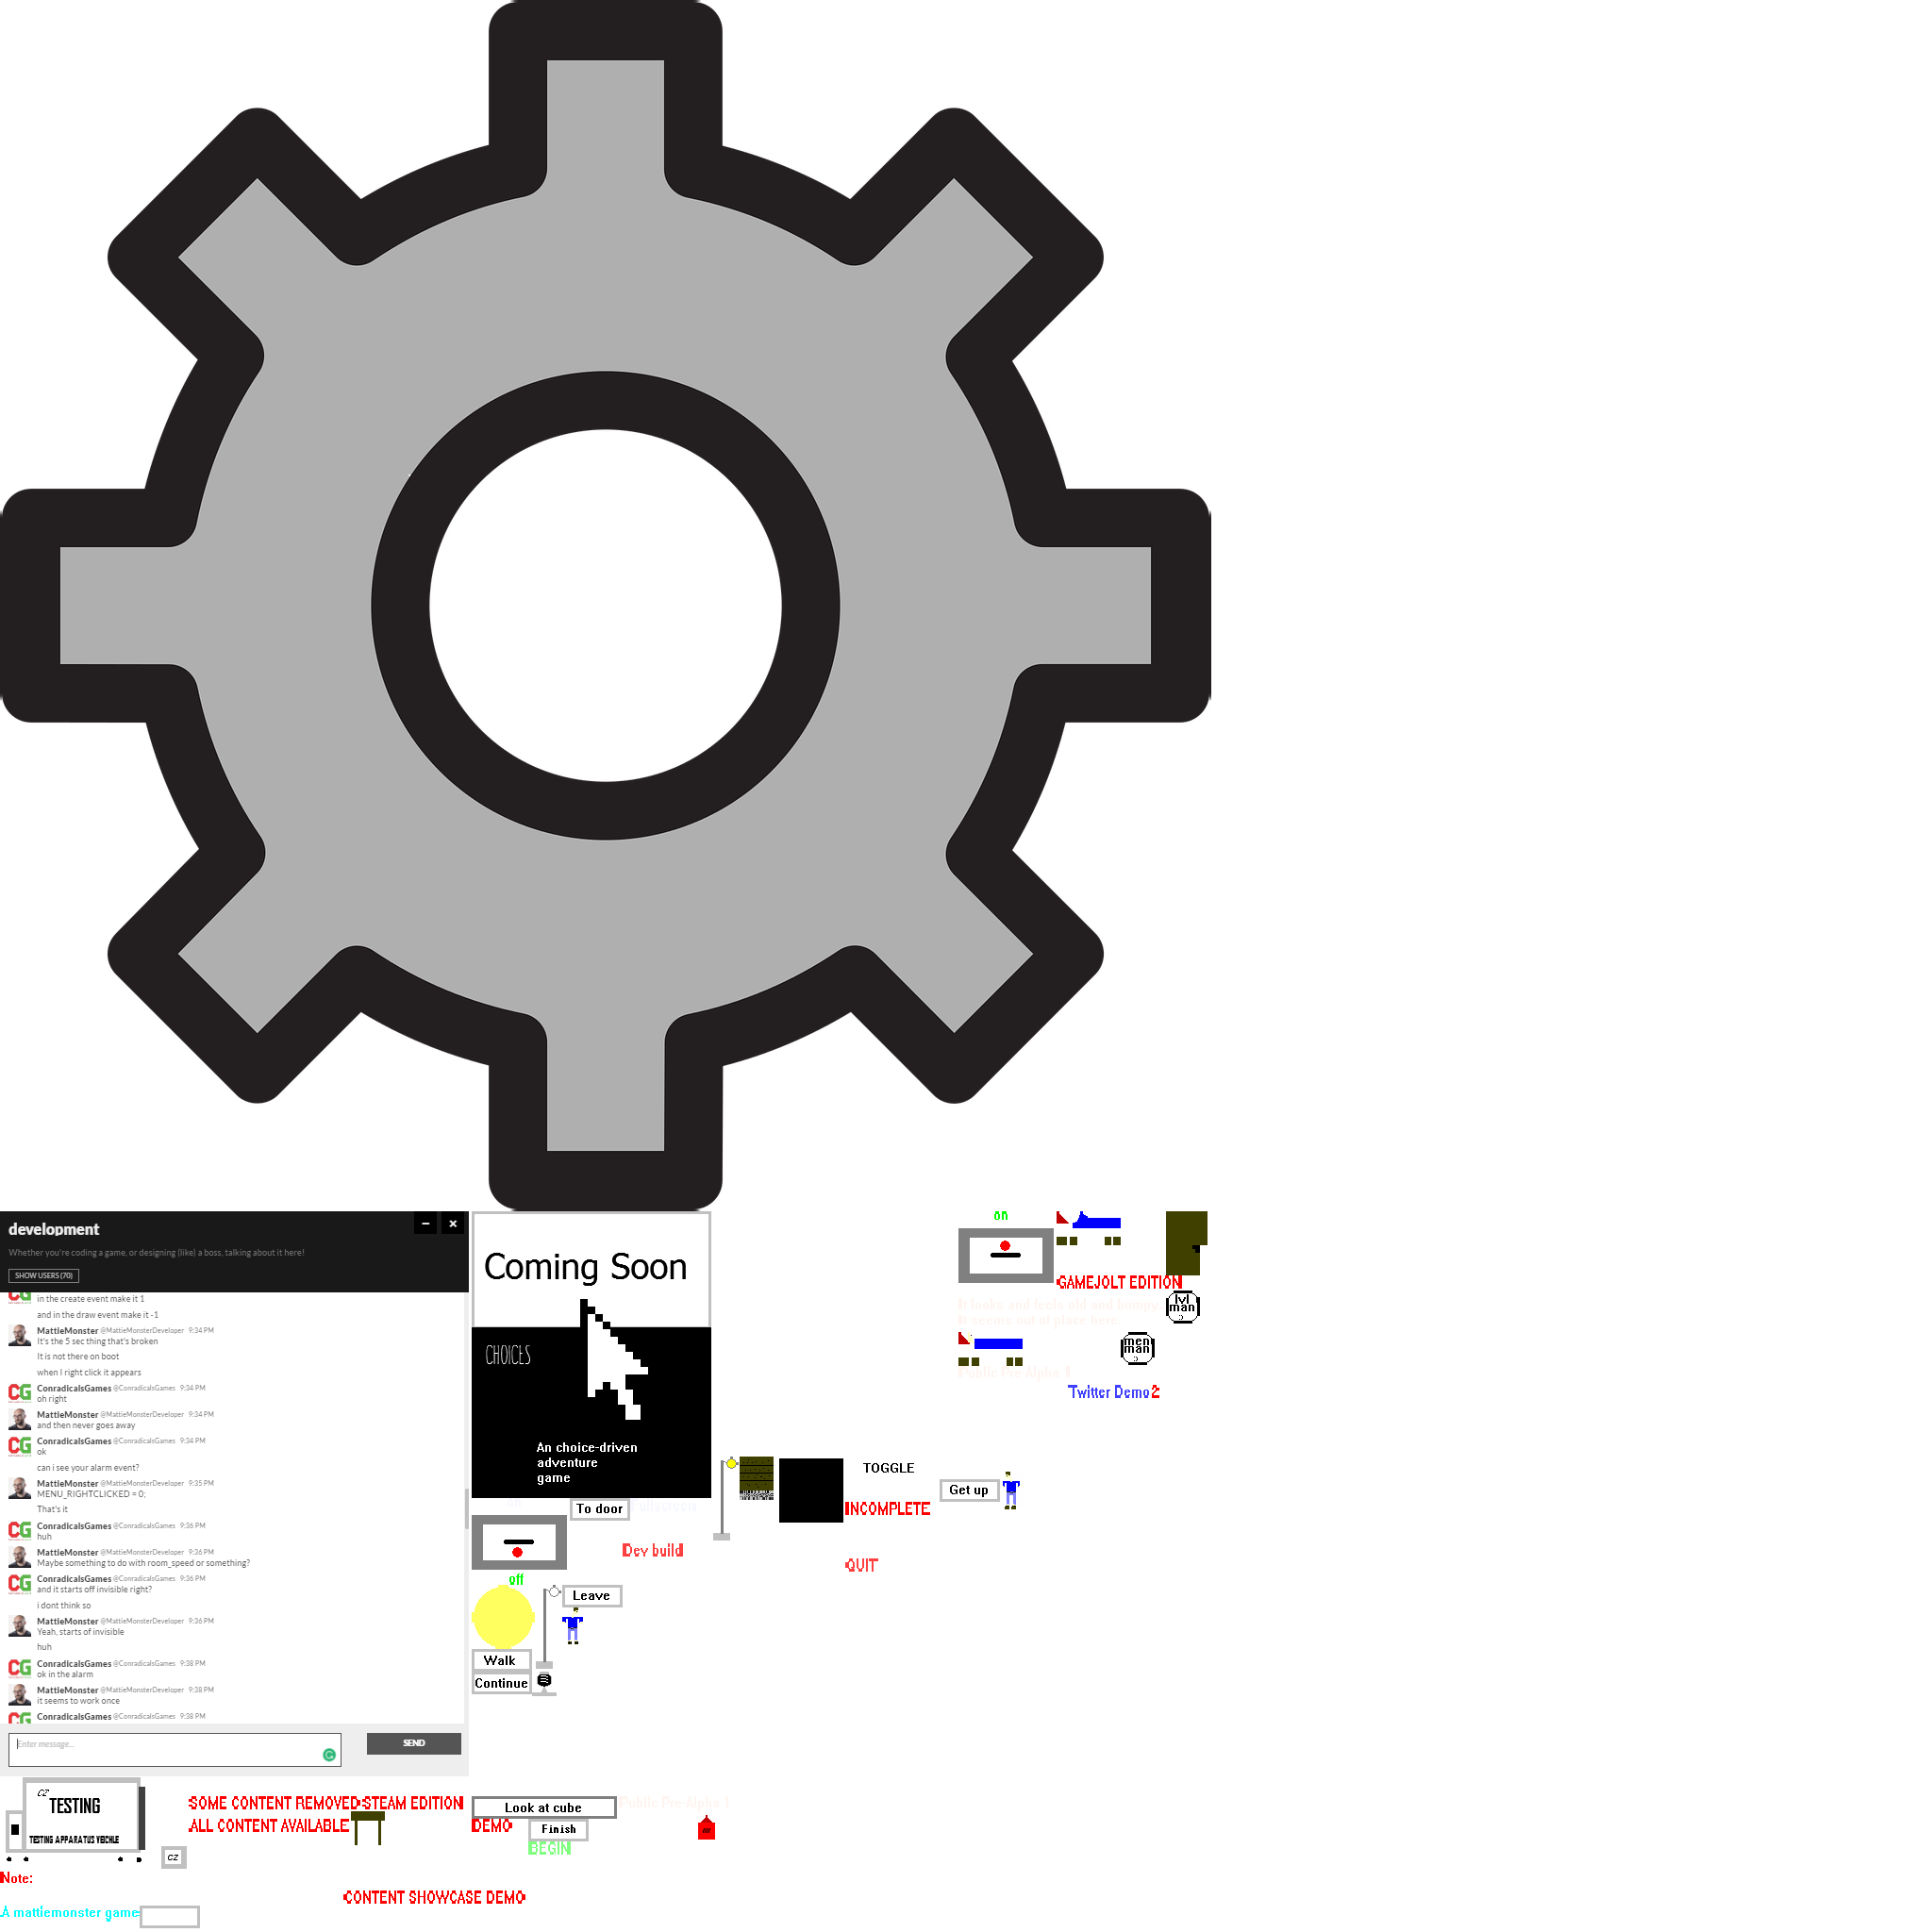 development
Whether you're coding a game, or designing (like) a boss, talking about it here!
SHOW USERS (70)
in the create event make it 1
and in the draw event make it -1
MattieMonster @MattieMonsterDeveloper 9:34 PM
It's the 5 sec thing that's broken
It is not there on boot
when I right click it appears
CG ConradicalsGames @ConradicalsGames 9:34 PM
oh right
MattieMonster @MattieMonsterDeveloper 9:34 PM
and then never goes away
CG ConradicalsGames @ConradicalsGames 9:34 PM
ok
can i see your alarm event?
MattieMonster @MattieMonsterDeveloper 9:35 PM
MENU_RIGHTCLICKED = 0;
That's it
CG ConradicalsGames @ConradicalsGames 9:36 PM
huh
MattieMonster @MattieMonsterDeveloper 9:36 PM
Maybe something to do with room_speed or something?
CG ConradicalsGames @ConradicalsGames 9:36 PM
and it starts off invisible right?
i dont think so
MattieMonster @MattieMonsterDeveloper 9:36 PM
Yeah, starts of invisible
huh
CG ConradicalsGames @ConradicalsGames 9:38 PM
ok in the alarm
MattieMonster @MattieMonsterDeveloper 9:38 PM
it seems to work once
ConradicalsGames @ConradicalsGames 9:38 PM
Enter message...
SEND
Coming Soon
CHOICES
An choice-driven
adventure
game
To door
Fullscreen
Dev build
off
Leave
Walk
Continue
TOGGLE
INCOMPLETE
QUIT
Get up
on
GAMEJOLT EDITION
It looks and feels old and bumpy.
It seems out of place here.
lvl
man
men
man
Public Pre Alpha 1
Twitter Demo2
CZ
TESTING
TESTING APPARATUS VEICHLE
CZ
SOME CONTENT REMOVED STEAM EDITION
ALL CONTENT AVAILABLE
Look at cube
Public Pre-Alpha 1
DEMO
Finish
BEGIN
Note:
CONTENT SHOWCASE DEMO
A mattiemonster game